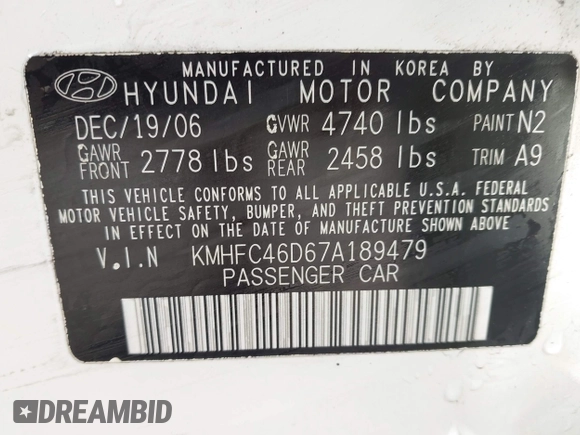 MANUFACTURED IN KOREA BY
HYUNDAI MOTOR COMPANY
DEC/19/06 GVWR 4740 lbs PAINT N2
GAWR FRONT 2778 lbs GAWR REAR 2458 lbs TRIM A9
THIS VEHICLE CONFORMS TO ALL APPLICABLE U.S.A. FEDERAL
MOTOR VEHICLE SAFETY, BUMPER, AND THEFT PREVENTION
STANDARDS IN EFFECT ON THE DATE OF MANUFACTURE SHOWN ABOVE.
V.I.N KMHFC46D67A189479
PASSENGER CAR
DREAMBID